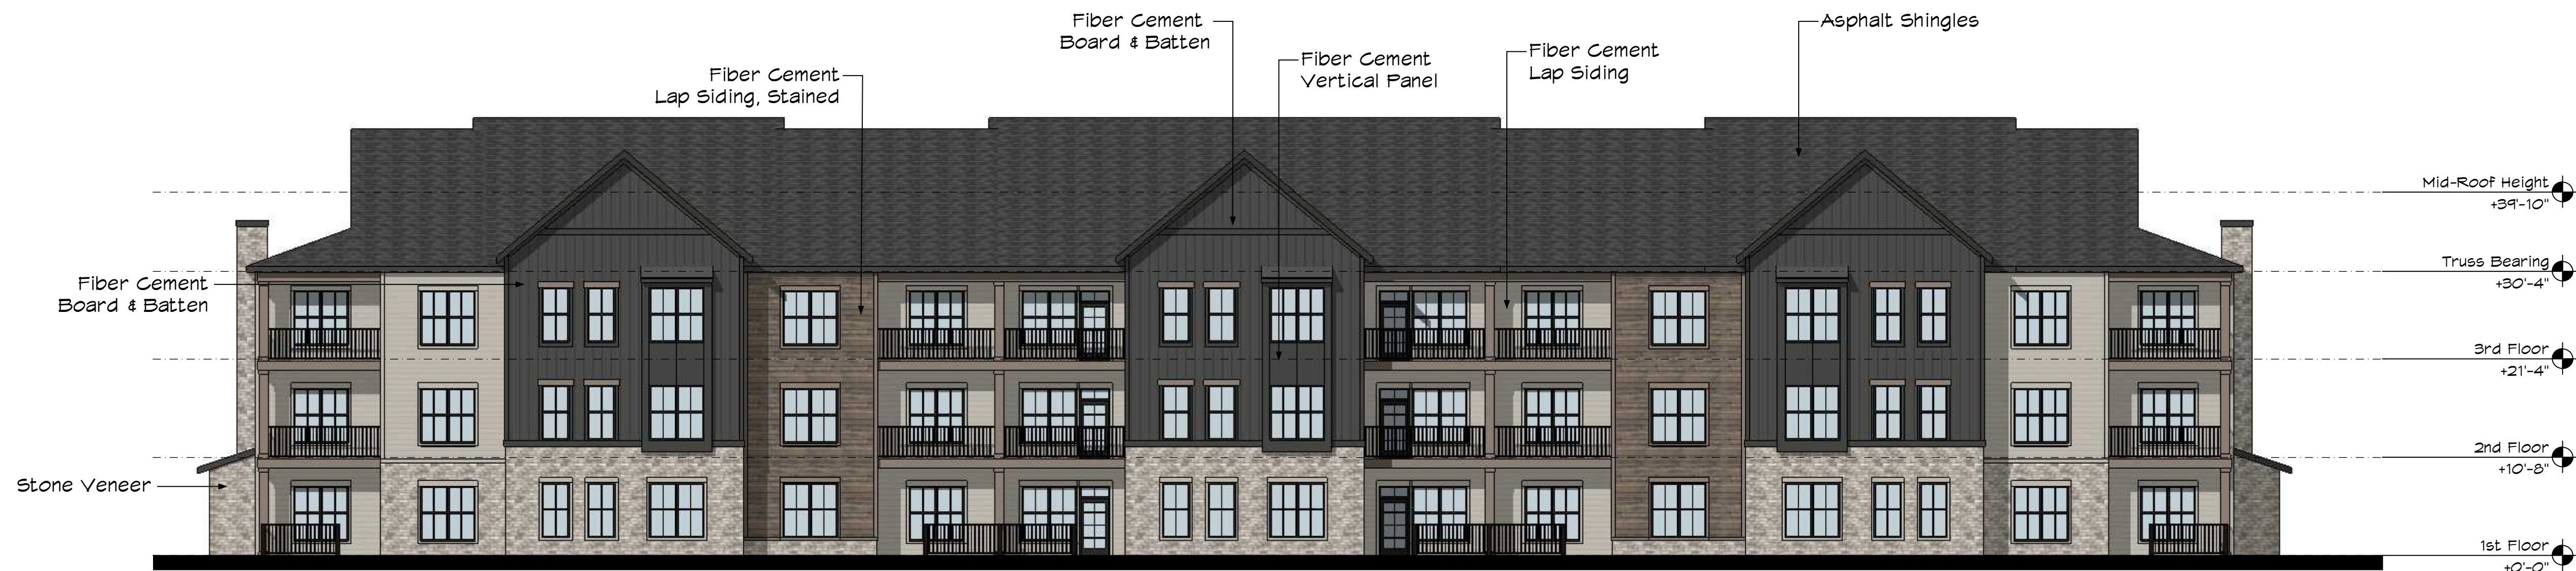 Fiber Cement
Board & Batten
Asphalt Shingles
Fiber Cement
Lap Siding
Fiber Cement
Vertical Panel
Fiber Cement
Lap Siding, Stained
Mid-Roof Height
+39'-10"
Truss Bearing
+30'-4"
Fiber Cement
Board & Batten
3rd Floor
+21'-4"
2nd Floor
+10'-8"
Stone Veneer
1st Floor
+0'-0"